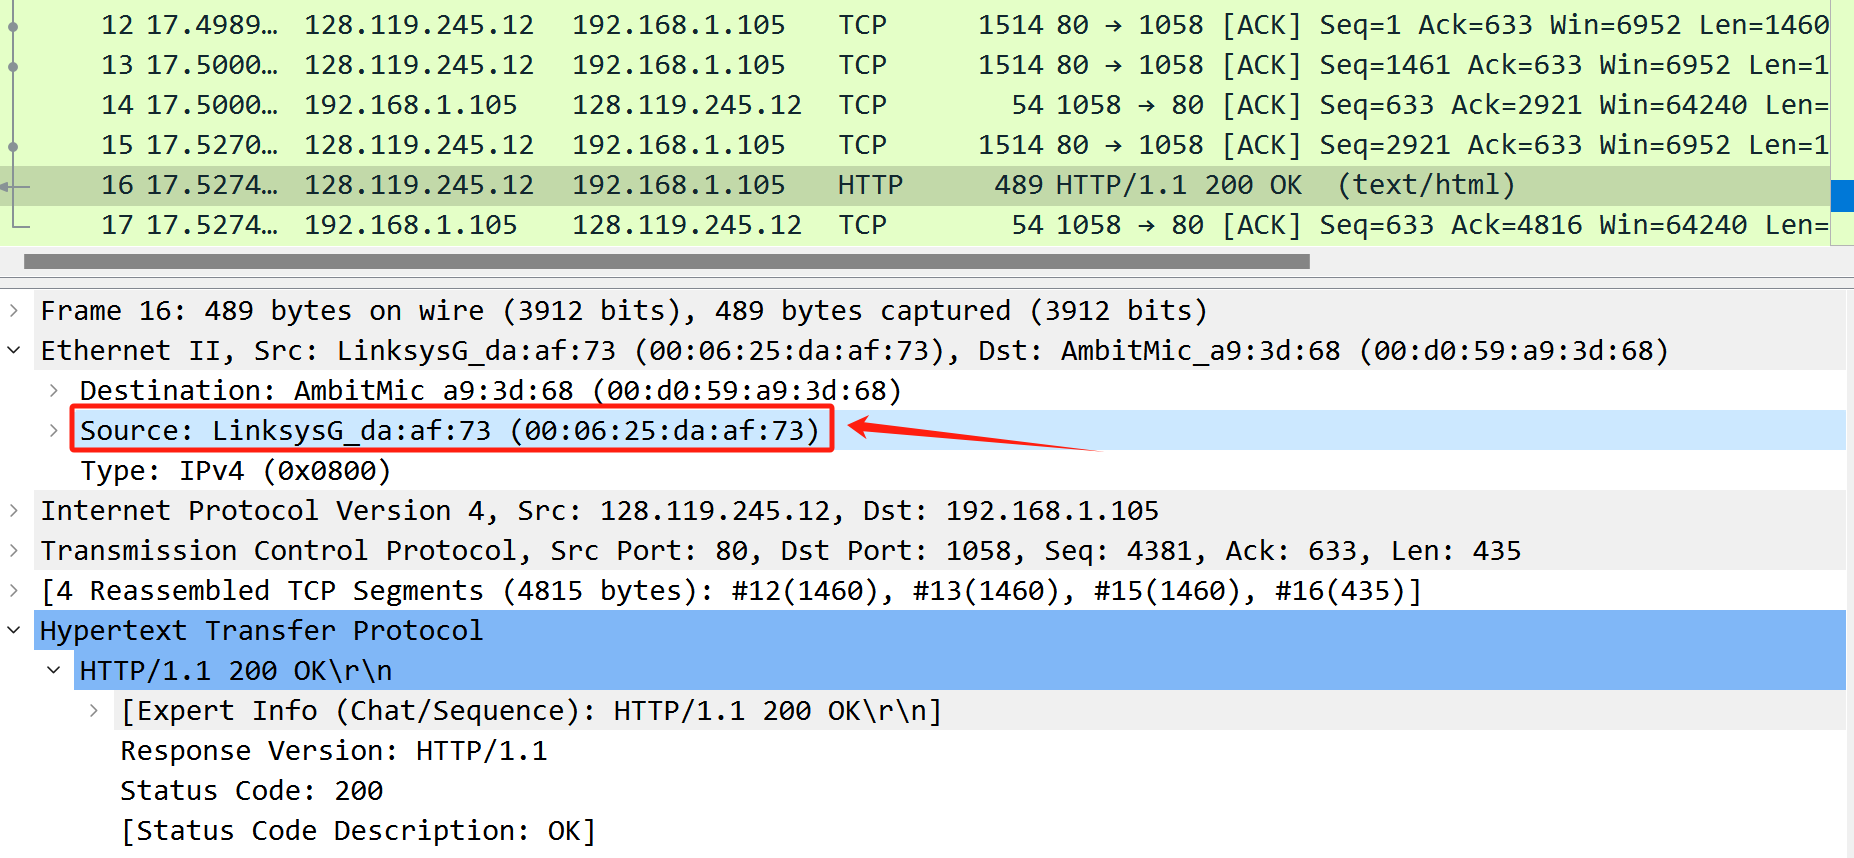 12 17.4989… 128.119.245.12 192.168.1.105 TCP 1514 80 → 1058 [ACK] Seq=1 Ack=633 Win=6952 Len=1460
13 17.5000… 128.119.245.12 192.168.1.105 TCP 1514 80 → 1058 [ACK] Seq=1461 Ack=633 Win=6952 Len=1
14 17.5000… 192.168.1.105 128.119.245.12 TCP 54 1058 → 80 [ACK] Seq=633 Ack=2921 Win=64240 Len=
15 17.5270… 128.119.245.12 192.168.1.105 TCP 1514 80 → 1058 [ACK] Seq=2921 Ack=633 Win=6952 Len=1
16 17.5274… 128.119.245.12 192.168.1.105 HTTP 489 HTTP/1.1 200 OK (text/html)
17 17.5274… 192.168.1.105 128.119.245.12 TCP 54 1058 → 80 [ACK] Seq=633 Ack=4816 Win=64240 Len=
Frame 16: 489 bytes on wire (3912 bits), 489 bytes captured (3912 bits)
Ethernet II, Src: LinksysG_da:af:73 (00:06:25:da:af:73), Dst: AmbitMic_a9:3d:68 (00:d0:59:a9:3d:68)
Destination: AmbitMic_a9:3d:68 (00:d0:59:a9:3d:68)
Source: LinksysG_da:af:73 (00:06:25:da:af:73)
Type: IPv4 (0x0800)
Internet Protocol Version 4, Src: 128.119.245.12, Dst: 192.168.1.105
Transmission Control Protocol, Src Port: 80, Dst Port: 1058, Seq: 4381, Ack: 633, Len: 435
[4 Reassembled TCP Segments (4815 bytes): #12(1460), #13(1460), #15(1460), #16(435)]
Hypertext Transfer Protocol
HTTP/1.1 200 OK\r\n
[Expert Info (Chat/Sequence): HTTP/1.1 200 OK\r\n]
Response Version: HTTP/1.1
Status Code: 200
[Status Code Description: OK]